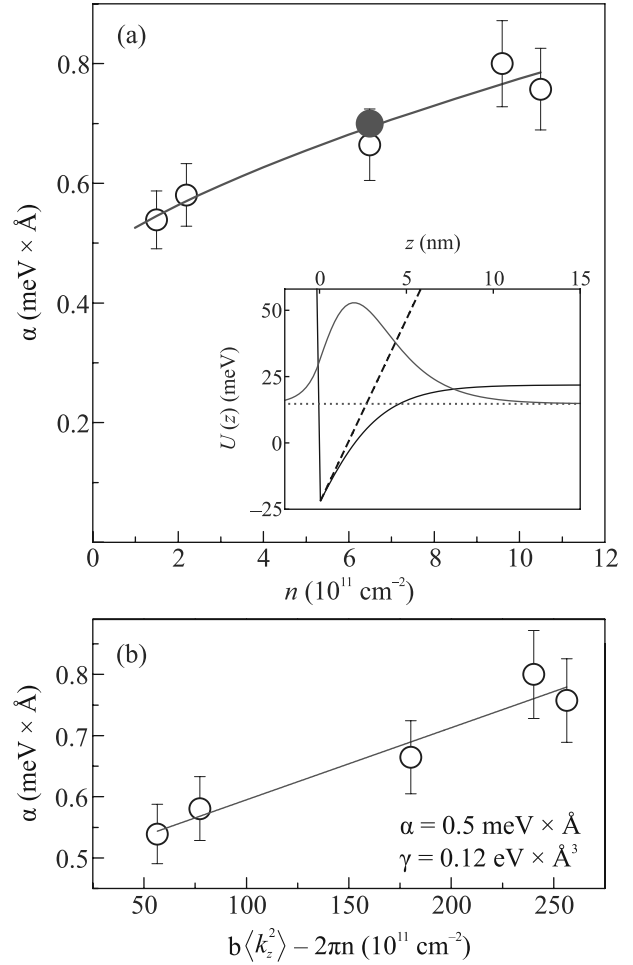 (a)
0.8
0.6
0.4
0.2
0
α (meV × Å)
z (nm)
0 5 10 15
50
25
0
−25
U (z) (meV)
0 2 4 6 8 10 12
n (10¹¹ cm⁻²)
(b)
0.8
0.7
0.6
0.5
α (meV × Å)
α = 0.5 meV × Å
γ = 0.12 eV × Å³
50 100 150 200 250
b⟨k_z²⟩ – 2πn (10¹¹ cm⁻²)